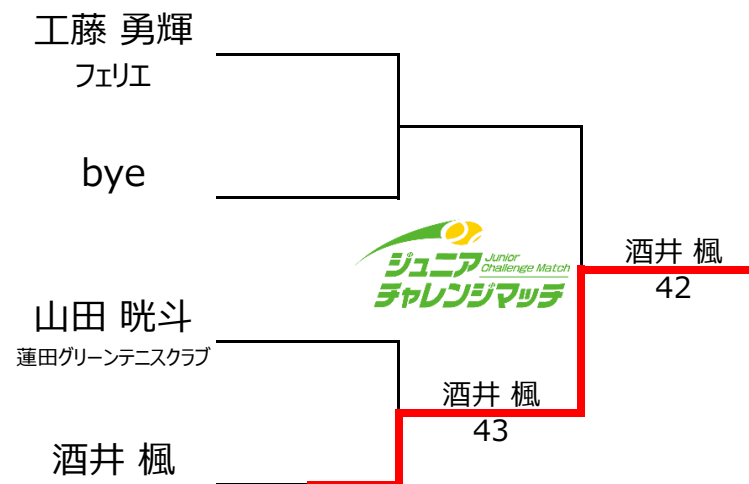 工藤 勇輝
フェリエ
bye
ジュニア Junior Challenge Match
チャレンジマッチ
酒井 楓
42
山田 晄斗
蓮田グリーンテニスクラブ
酒井 楓
43
酒井 楓